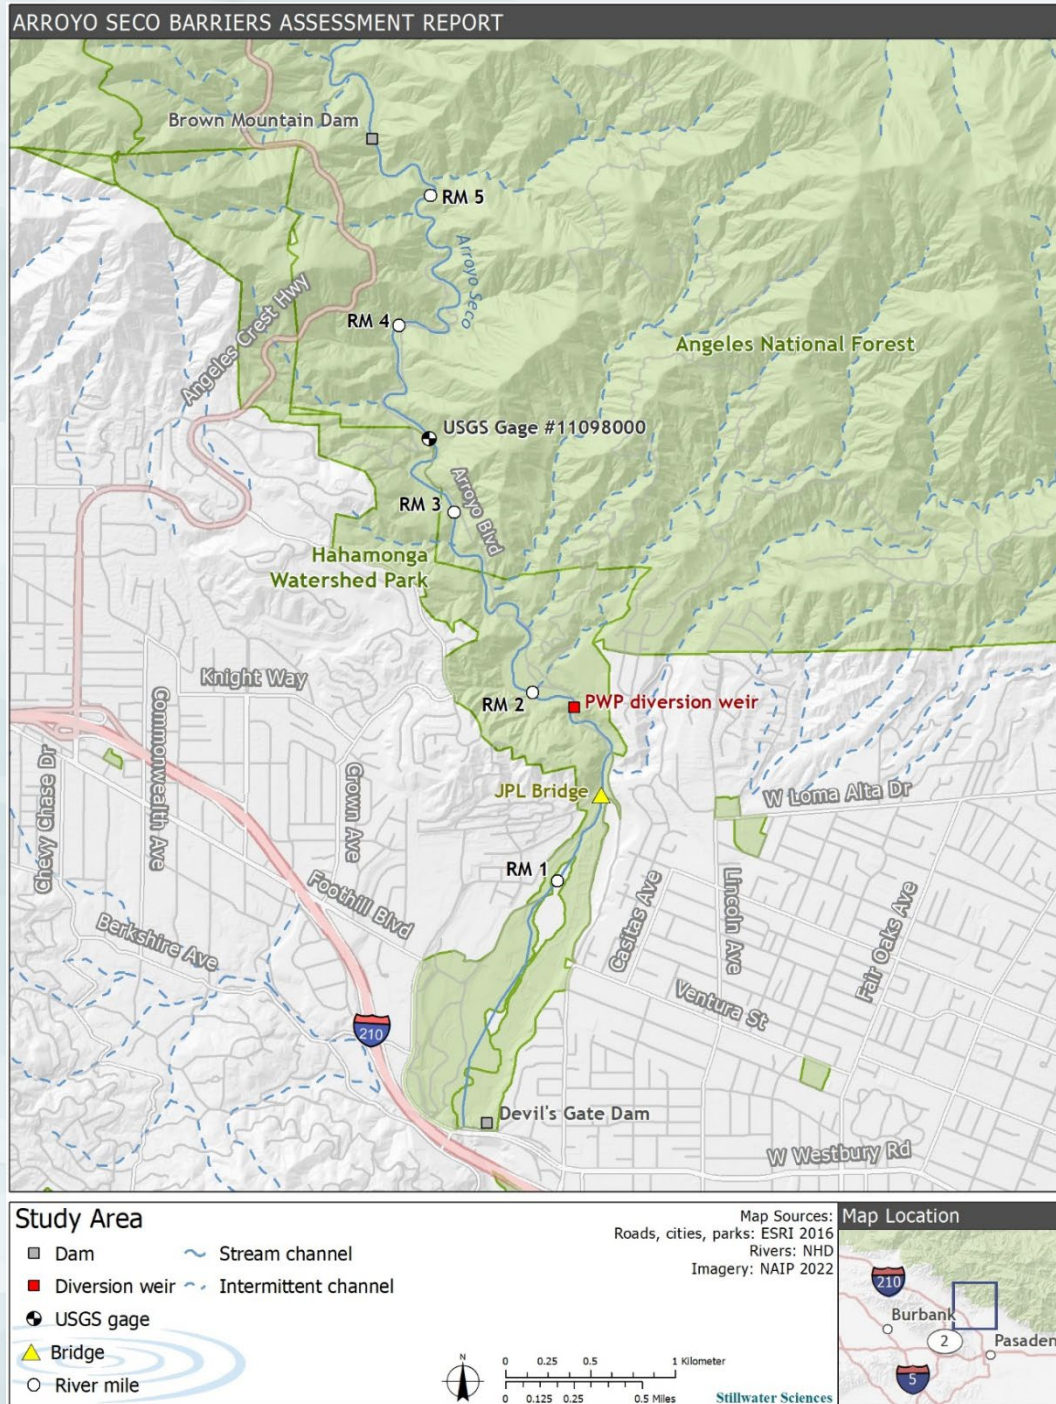 ARROYO SECO BARRIERS ASSESSMENT REPORT
Brown Mountain Dam
RM 5
Arroyo Seco
RM 4
Angeles Crest Hwy
Angeles National Forest
USGS Gage #11098000
RM 3
Arroyo Blvd
Hahamonga
Watershed Park
Knight Way
RM 2
PWP diversion weir
Commonwealth Ave
Chevy Chase Dr
Crown Ave
JPL Bridge
W Loma Alta Dr
RM 1
Foothill Blvd
Berkshire Ave
Casitas Ave
Lincoln Ave
Fair Oaks Ave
Ventura St
210
Devil's Gate Dam
W Westbury Rd
Study Area
Dam
Stream channel
Diversion weir
Intermittent channel
USGS gage
Bridge
River mile
Map Sources:
Roads, cities, parks: ESRI 2016
Rivers: NHD
Imagery: NAIP 2022
N
0 0.25 0.5 1 Kilometer
0 0.125 0.25 0.5 Miles
Stillwater Sciences
Map Location
210
Burbank
2
Pasaden
5